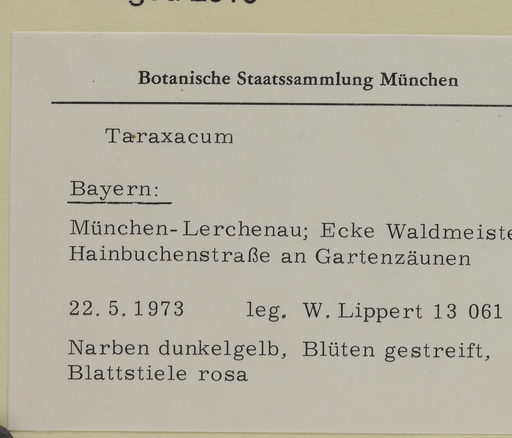 Botanische Staatssammlung München
Taraxacum
Bayern:
München-Lerchenau; Ecke Waldmeiste
Hainbuchenstraße an Gartenzäunen
22. 5. 1973 leg. W. Lippert 13 061
Narben dunkelgelb, Blüten gestreift,
Blattstiele rosa